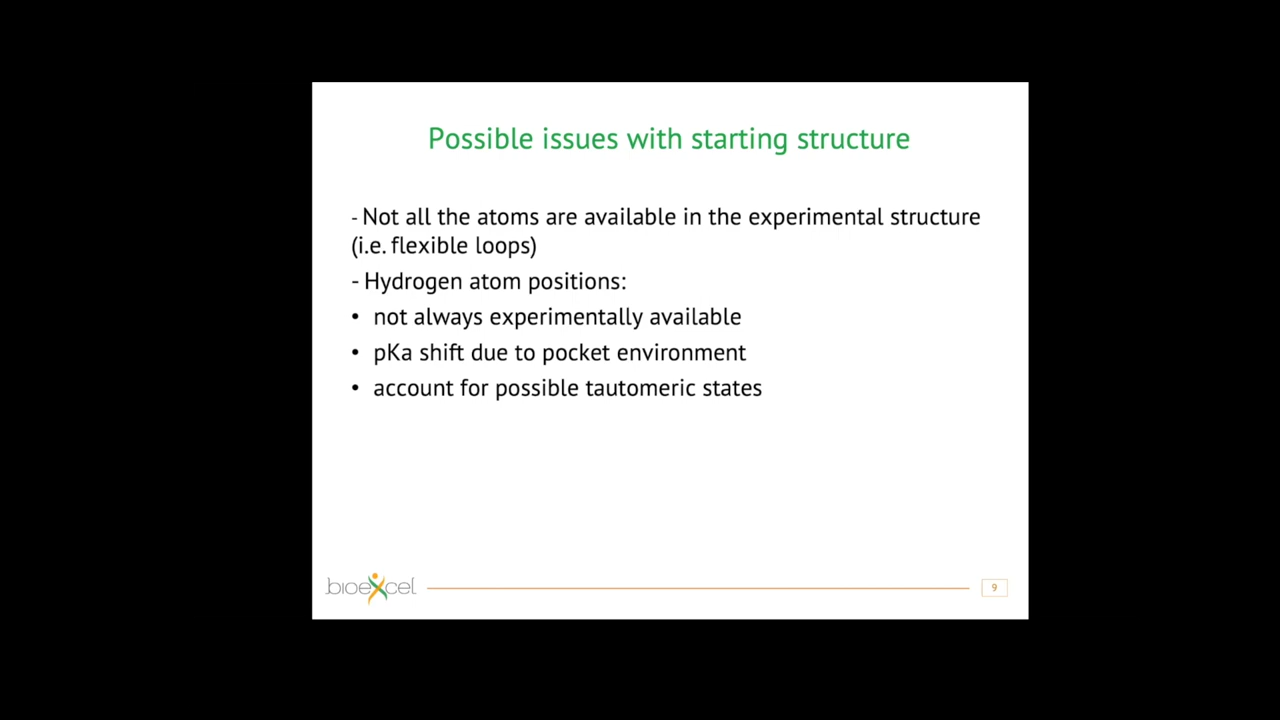 Possible issues with starting structure
- Not all the atoms are available in the experimental structure
(i.e. flexible loops)
- Hydrogen atom positions:
• not always experimentally available
• pKa shift due to pocket environment
• account for possible tautomeric states
bioexcel
9